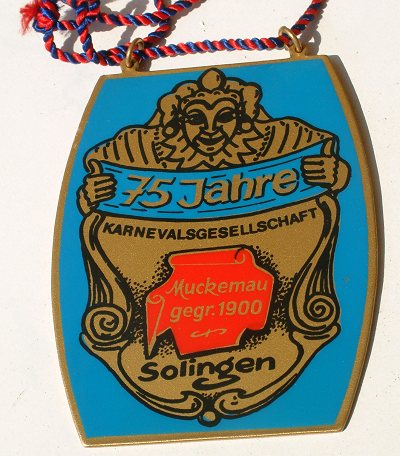 75 Jahre
KARNEVALSGESELLSCHAFT
Muckemau
gegr. 1900
Solingen